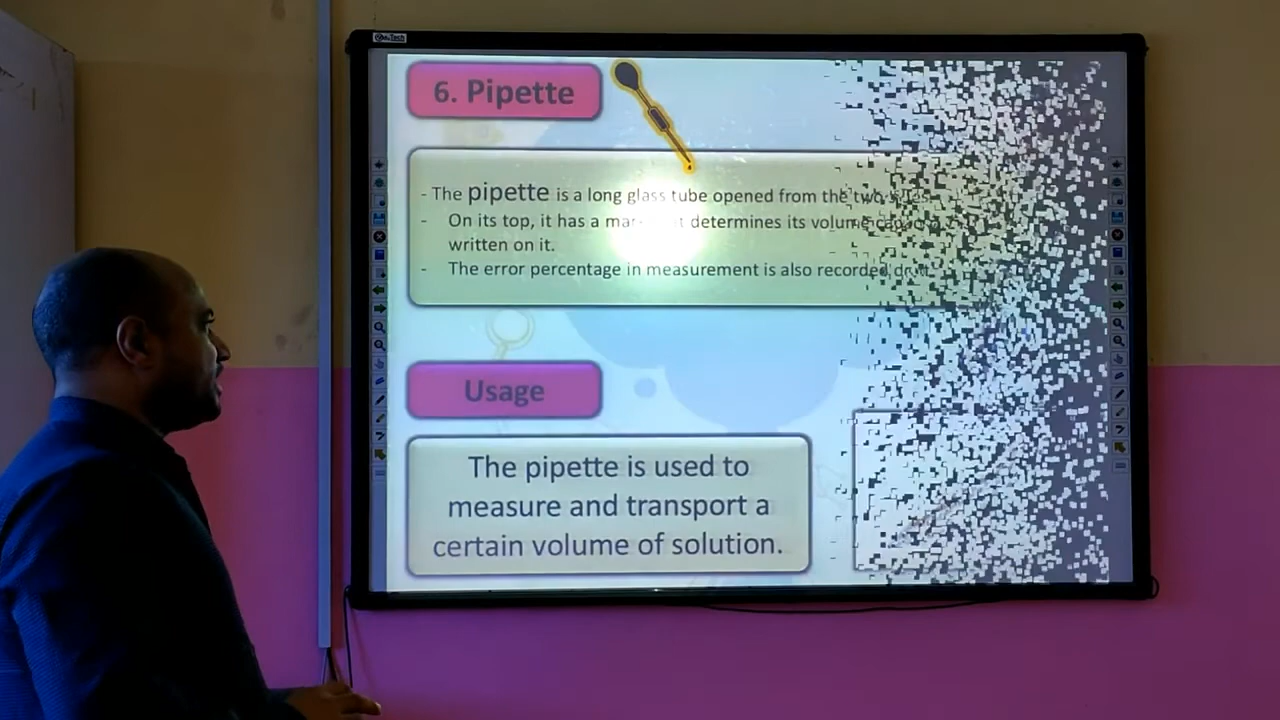 6. Pipette
- The pipette is a long glass tube opened from the two
- On its top, it has a determines its volume
written on it.
- The error percentage in measurement is also recorded
Usage
The pipette is used to
measure and transport a
certain volume of solution.